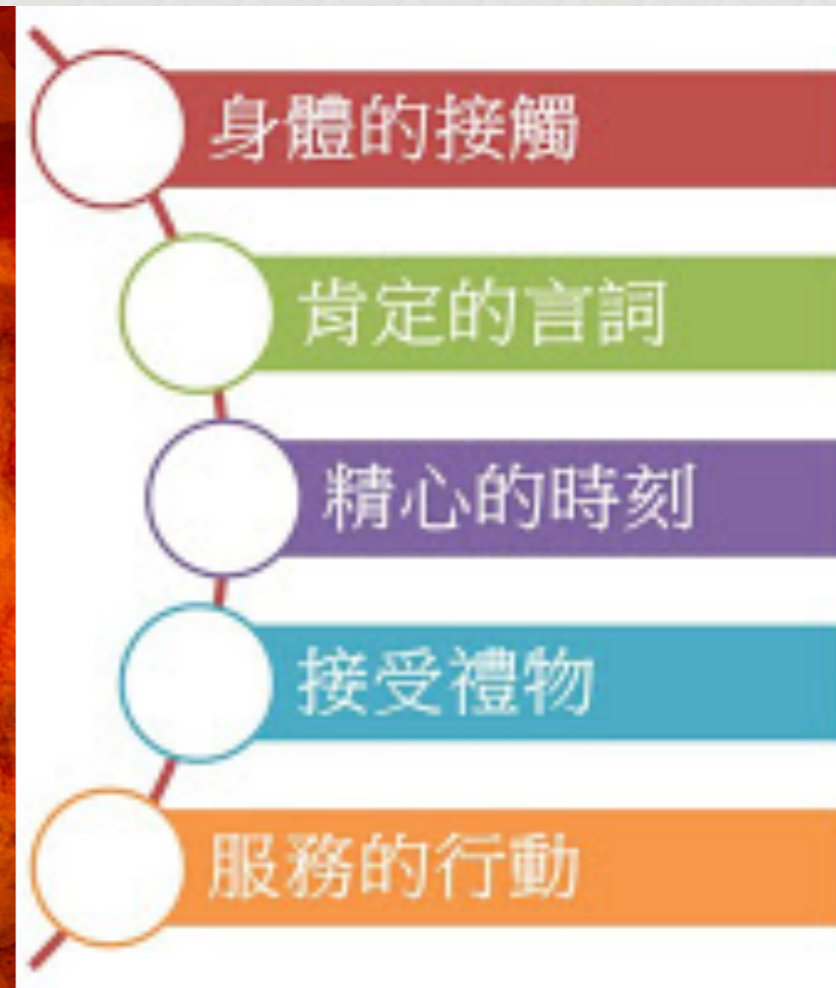 身體的接觸
肯定的言詞
精心的時刻
接受禮物
服務的行動